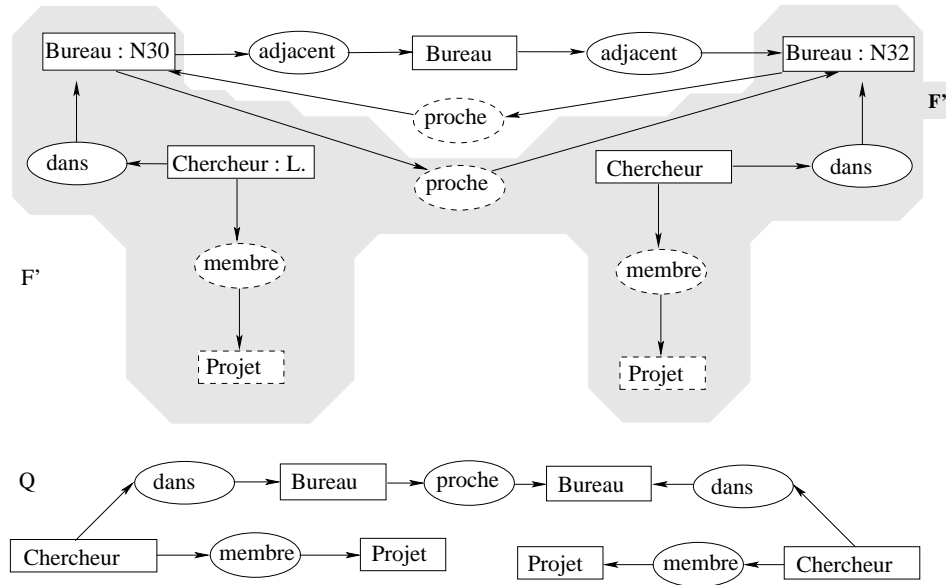 Bureau : N30
adjacent
Bureau
adjacent
Bureau : N32
proche
F'
dans
Chercheur : L.
proche
Chercheur
dans
membre
membre
F'
Projet
Projet
Q
dans
Bureau
proche
Bureau
dans
Chercheur
membre
Projet
Projet
membre
Chercheur